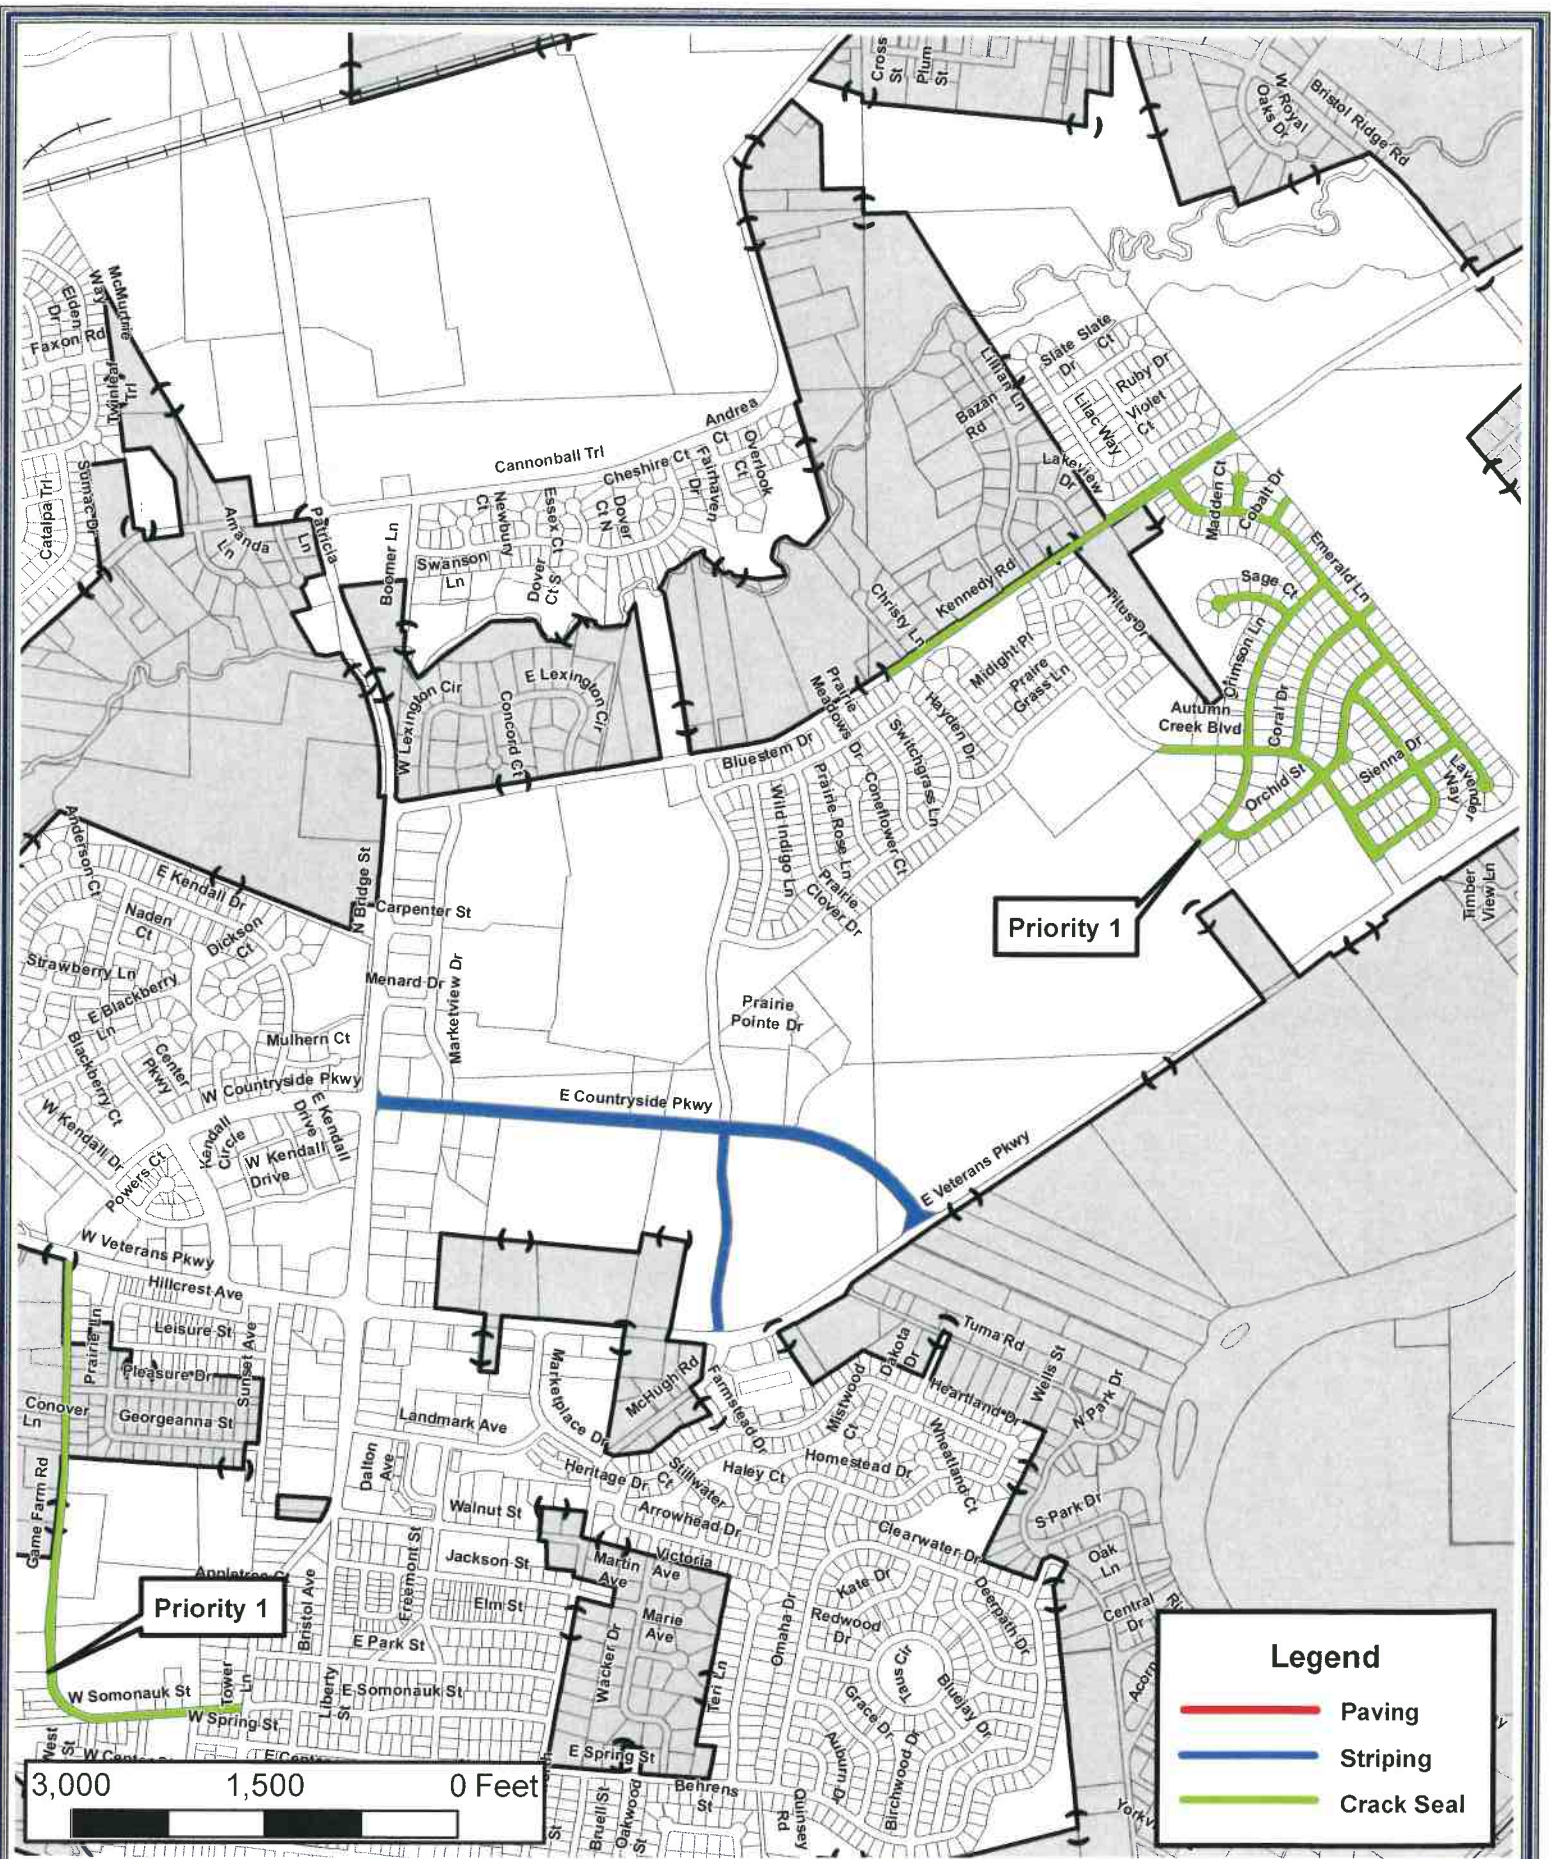 Cross
St
Plum
St
W Royal
Oaks Dr
Bristol Ridge Rd
McMurtrie
Way
Elden
Dr
Faxon Rd
Twinleaf
Trl
Catalpa Trl
Sumac Dr
Amanda
Ln
Patricia
Ln
Boomer Ln
Cannonball Trl
Andrea
Ct
Cheshire Ct
Overlook
Ct
Fairhaven
Dr
Newbury
Ct
Essex Ct
Dover
Ct N
Swanson
Ln
Dover
Ct S
Slate
Dr
Slate
Ct
Ruby Dr
Lillian Ln
Bazan
Rd
Lilac Way
Violet
Ct
Lakeview
Dr
Madden Ct
Cobalt Dr
Emerald Ln
Sage Ct
Crimson Ln
Kennedy Rd
Christy Ln
Titus Dr
Midlight Pl
Prairie
Grass Ln
Autumn
Creek Blvd
Coral Dr
Sienna Dr
Orchid St
Lavender
Way
W Lexington Cir
E Lexington Cir
Concord Ct
Prairie
Meadows Dr
Hayden Dr
Switchgrass Ln
Bluestem Dr
Coneflower Ct
Prairie Rose Ln
Wild Indigo Ln
Prairie
Clover Dr
Timber
View Ln
Priority 1
Anderson Ct
E Kendall Dr
N Bridge St
Carpenter St
Naden
Ct
Dickson
Ct
Strawberry Ln
E Blackberry
Ln
Menard Dr
Marketview Dr
Prairie
Pointe Dr
Mulhern Ct
Blackberry Ct
Center
Pkwy
W Countryside Pkwy
E Countryside Pkwy
W Kendall Dr
Kendall
Circle
E Kendall
Drive
W Kendall
Drive
Powers Ct
E Veterans Pkwy
W Veterans Pkwy
Hillcrest Ave
Prairie Ln
Leisure St
Sunset Ave
Pleasure Dr
Georgeanna St
Conover
Ln
Game Farm Rd
Landmark Ave
Dalton
Ave
Marketplace Dr
McHugh Rd
Farmstead Dr
Mistwood
Ct
Dakota
Dr
Tuma Rd
Wells St
Heartland Dr
N Park Dr
Wheatland Ct
Homestead Dr
Haley Ct
Stillwater
Ct
Heritage Dr
Arrowhead Dr
Walnut St
Victoria
Ave
Martin
Ave
Clearwater Dr
S Park Dr
Oak
Ln
Central
Dr
Jackson St
Freemont St
Elm St
E Park St
Bristol Ave
Priority 1
Kate Dr
Redwood
Dr
Deerpath Dr
Omaha Dr
Marie
Ave
Wacker Dr
Teri Ln
Taus Cir
Bluejay Dr
Grace Dr
Auburn Dr
Birchwood Dr
Acorn
W Somonauk St
Tower
Ln
Liberty
St
E Somonauk St
W Spring St
West
St
E Spring St
Behrens
St
Bruell St
Oakwood
St
Quinsey
Rd
St
3,000 1,500 0 Feet
Legend
Paving
Striping
Crack Seal